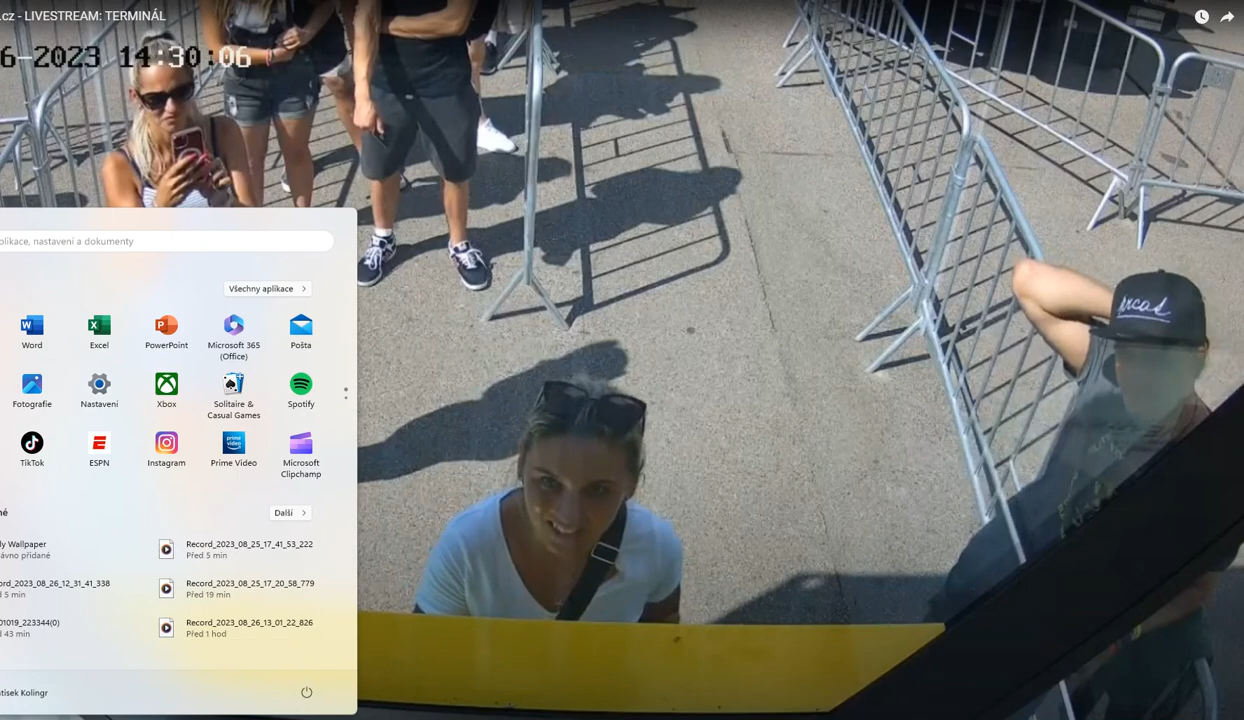 .cz - LIVESTREAM: TERMINÁL
6-2023 14:30:06
plikace, nastavení a dokumenty
Všechny aplikace
Word
Excel
PowerPoint
Microsoft 365
(Office)
Pošta
Fotografie
Nastavení
Xbox
Solitaire &
Casual Games
Spotify
TikTok
ESPN
Instagram
prime video
Prime Video
Microsoft
Clipchamp
né
Další
ly Wallpaper
ávno přidané
Record_2023_08_25_17_41_53_222
Před 5 min
ord_2023_08_26_12_31_41_338
d 5 min
Record_2023_08_25_17_20_58_779
Před 19 min
01019_223344(0)
d 43 min
Record_2023_08_26_13_01_22_826
Před 1 hod
ntisek Kolingr